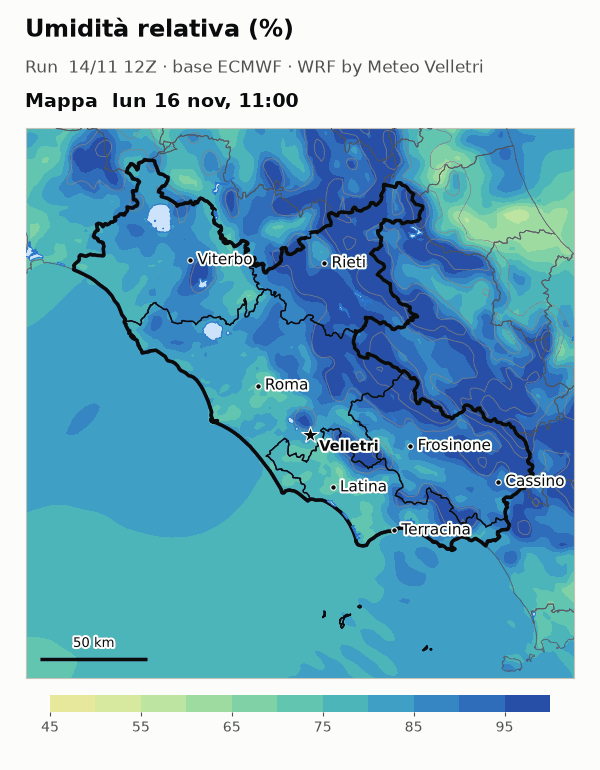 Umidità relativa (%)
Run  14/11 12Z · base ECMWF · WRF by Meteo Velletri
Mappa  lun 16 nov, 11:00
Viterbo
Rieti
Roma
Velletri
Frosinone
Cassino
Latina
Terracina
50 km
45 55 65 75 85 95